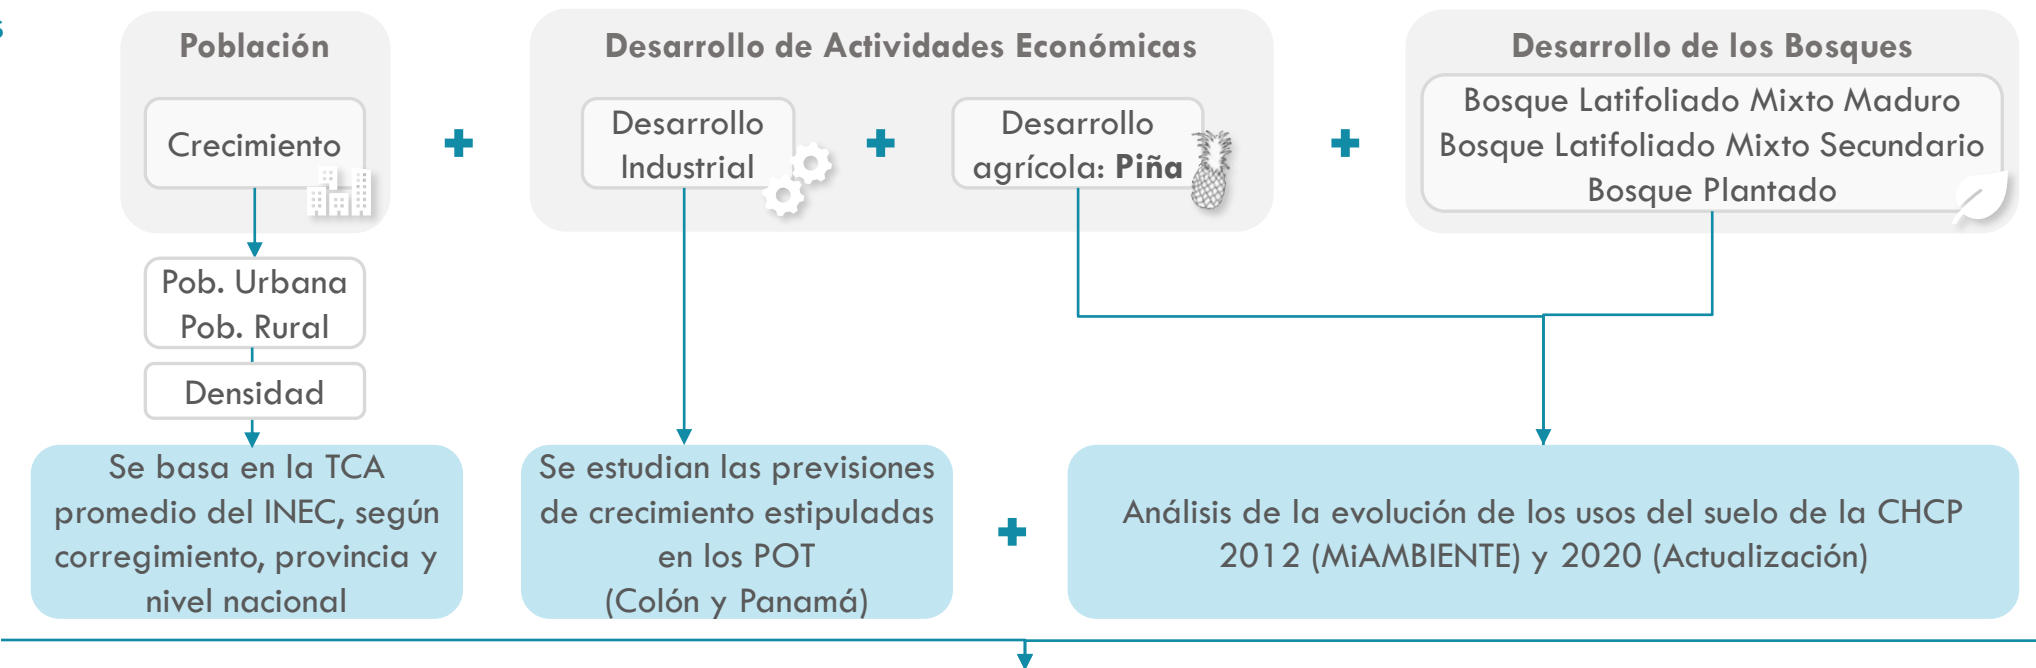 s
Población
Crecimiento
Pob. Urbana
Pob. Rural
Densidad
Se basa en la TCA
promedio del INEC, según
corregimiento, provincia y
nivel nacional
Desarrollo de Actividades Económicas
Desarrollo
Industrial
Desarrollo
agrícola: Piña
Se estudian las previsiones
de crecimiento estipuladas
en los POT
(Colón y Panamá)
Desarrollo de los Bosques
Bosque Latifoliado Mixto Maduro
Bosque Latifoliado Mixto Secundario
Bosque Plantado
Análisis de la evolución de los usos del suelo de la CHCP
2012 (MiAMBIENTE) y 2020 (Actualización)